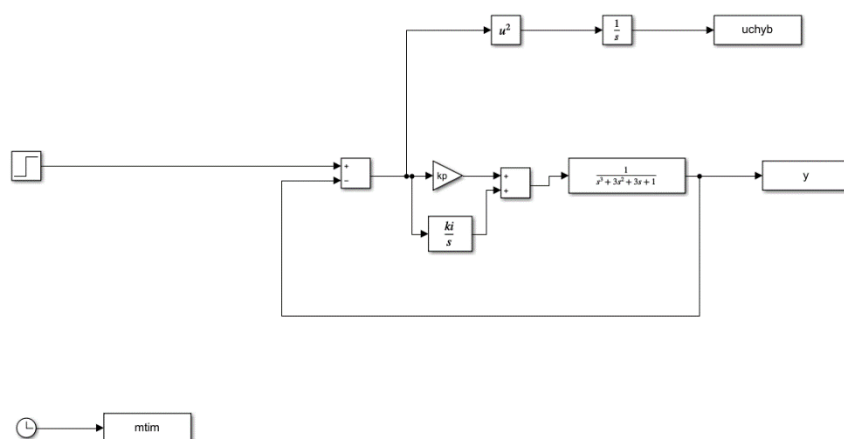 u²
1
s
uchyb
+
−
kp
+
+
1
s³ + 3s² + 3s + 1
y
ki
s
mtim